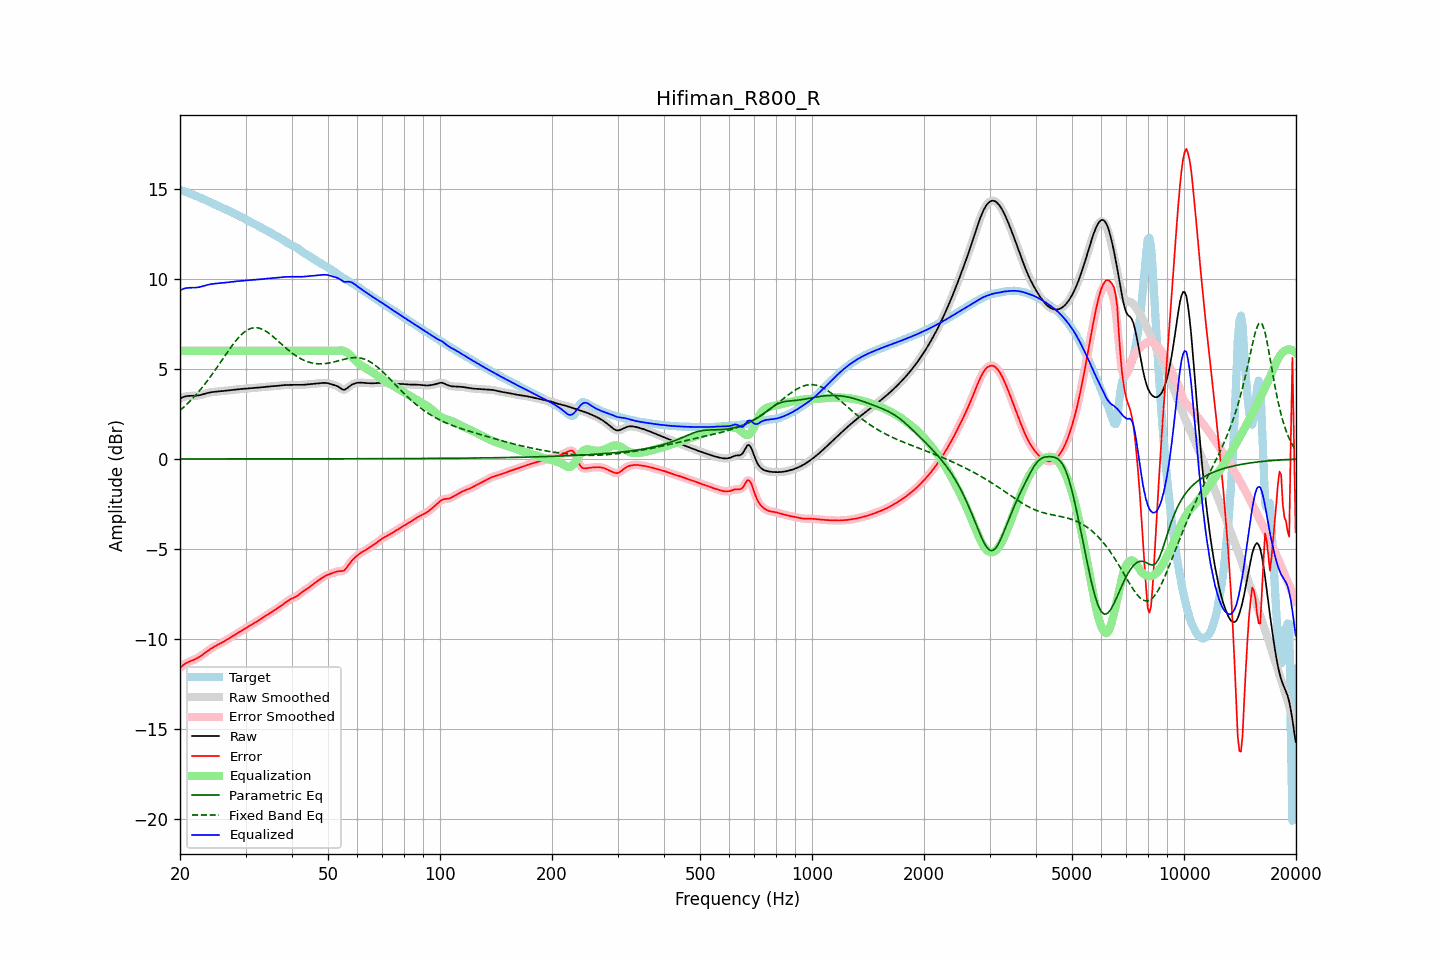 Hifiman_R800_R
Amplitude (dBr)
15
10
5
0
−5
−10
−15
−20
Target
Raw Smoothed
Error Smoothed
Raw
Error
Equalization
Parametric Eq
Fixed Band Eq
Equalized
20 50 100 200 500 1000 2000 5000 10000 20000
Frequency (Hz)